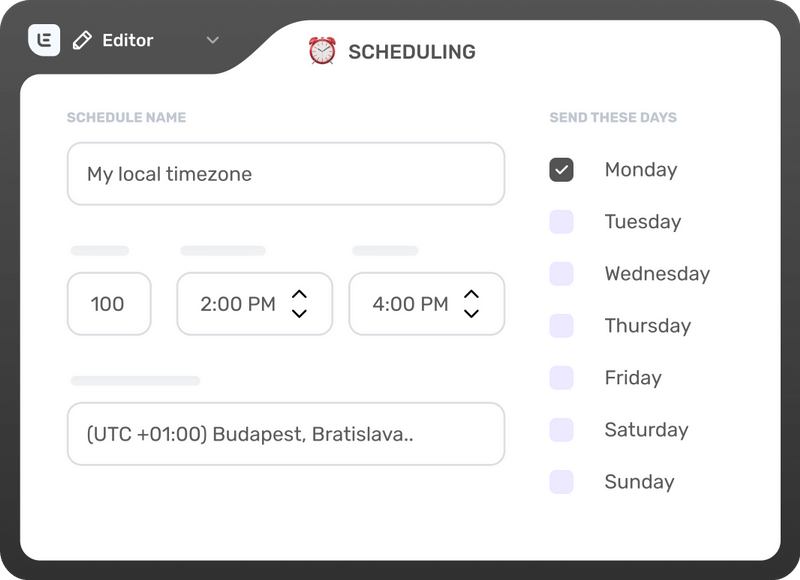 Editor
SCHEDULING
SCHEDULE NAME
My local timezone
100
2:00 PM
4:00 PM
(UTC +01:00) Budapest, Bratislava..
SEND THESE DAYS
Monday
Tuesday
Wednesday
Thursday
Friday
Saturday
Sunday